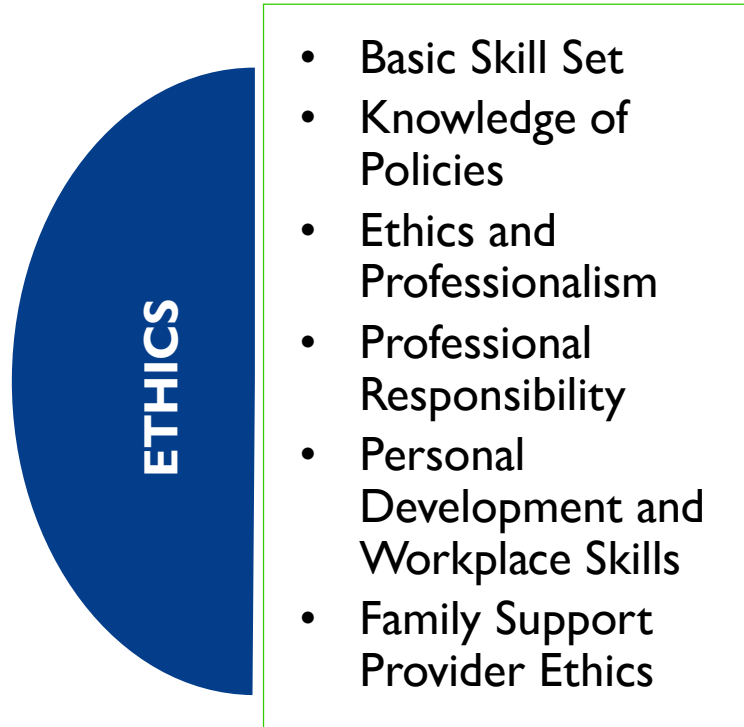 ETHICS
• Basic Skill Set
• Knowledge of
Policies
• Ethics and
Professionalism
• Professional
Responsibility
• Personal
Development and
Workplace Skills
• Family Support
Provider Ethics